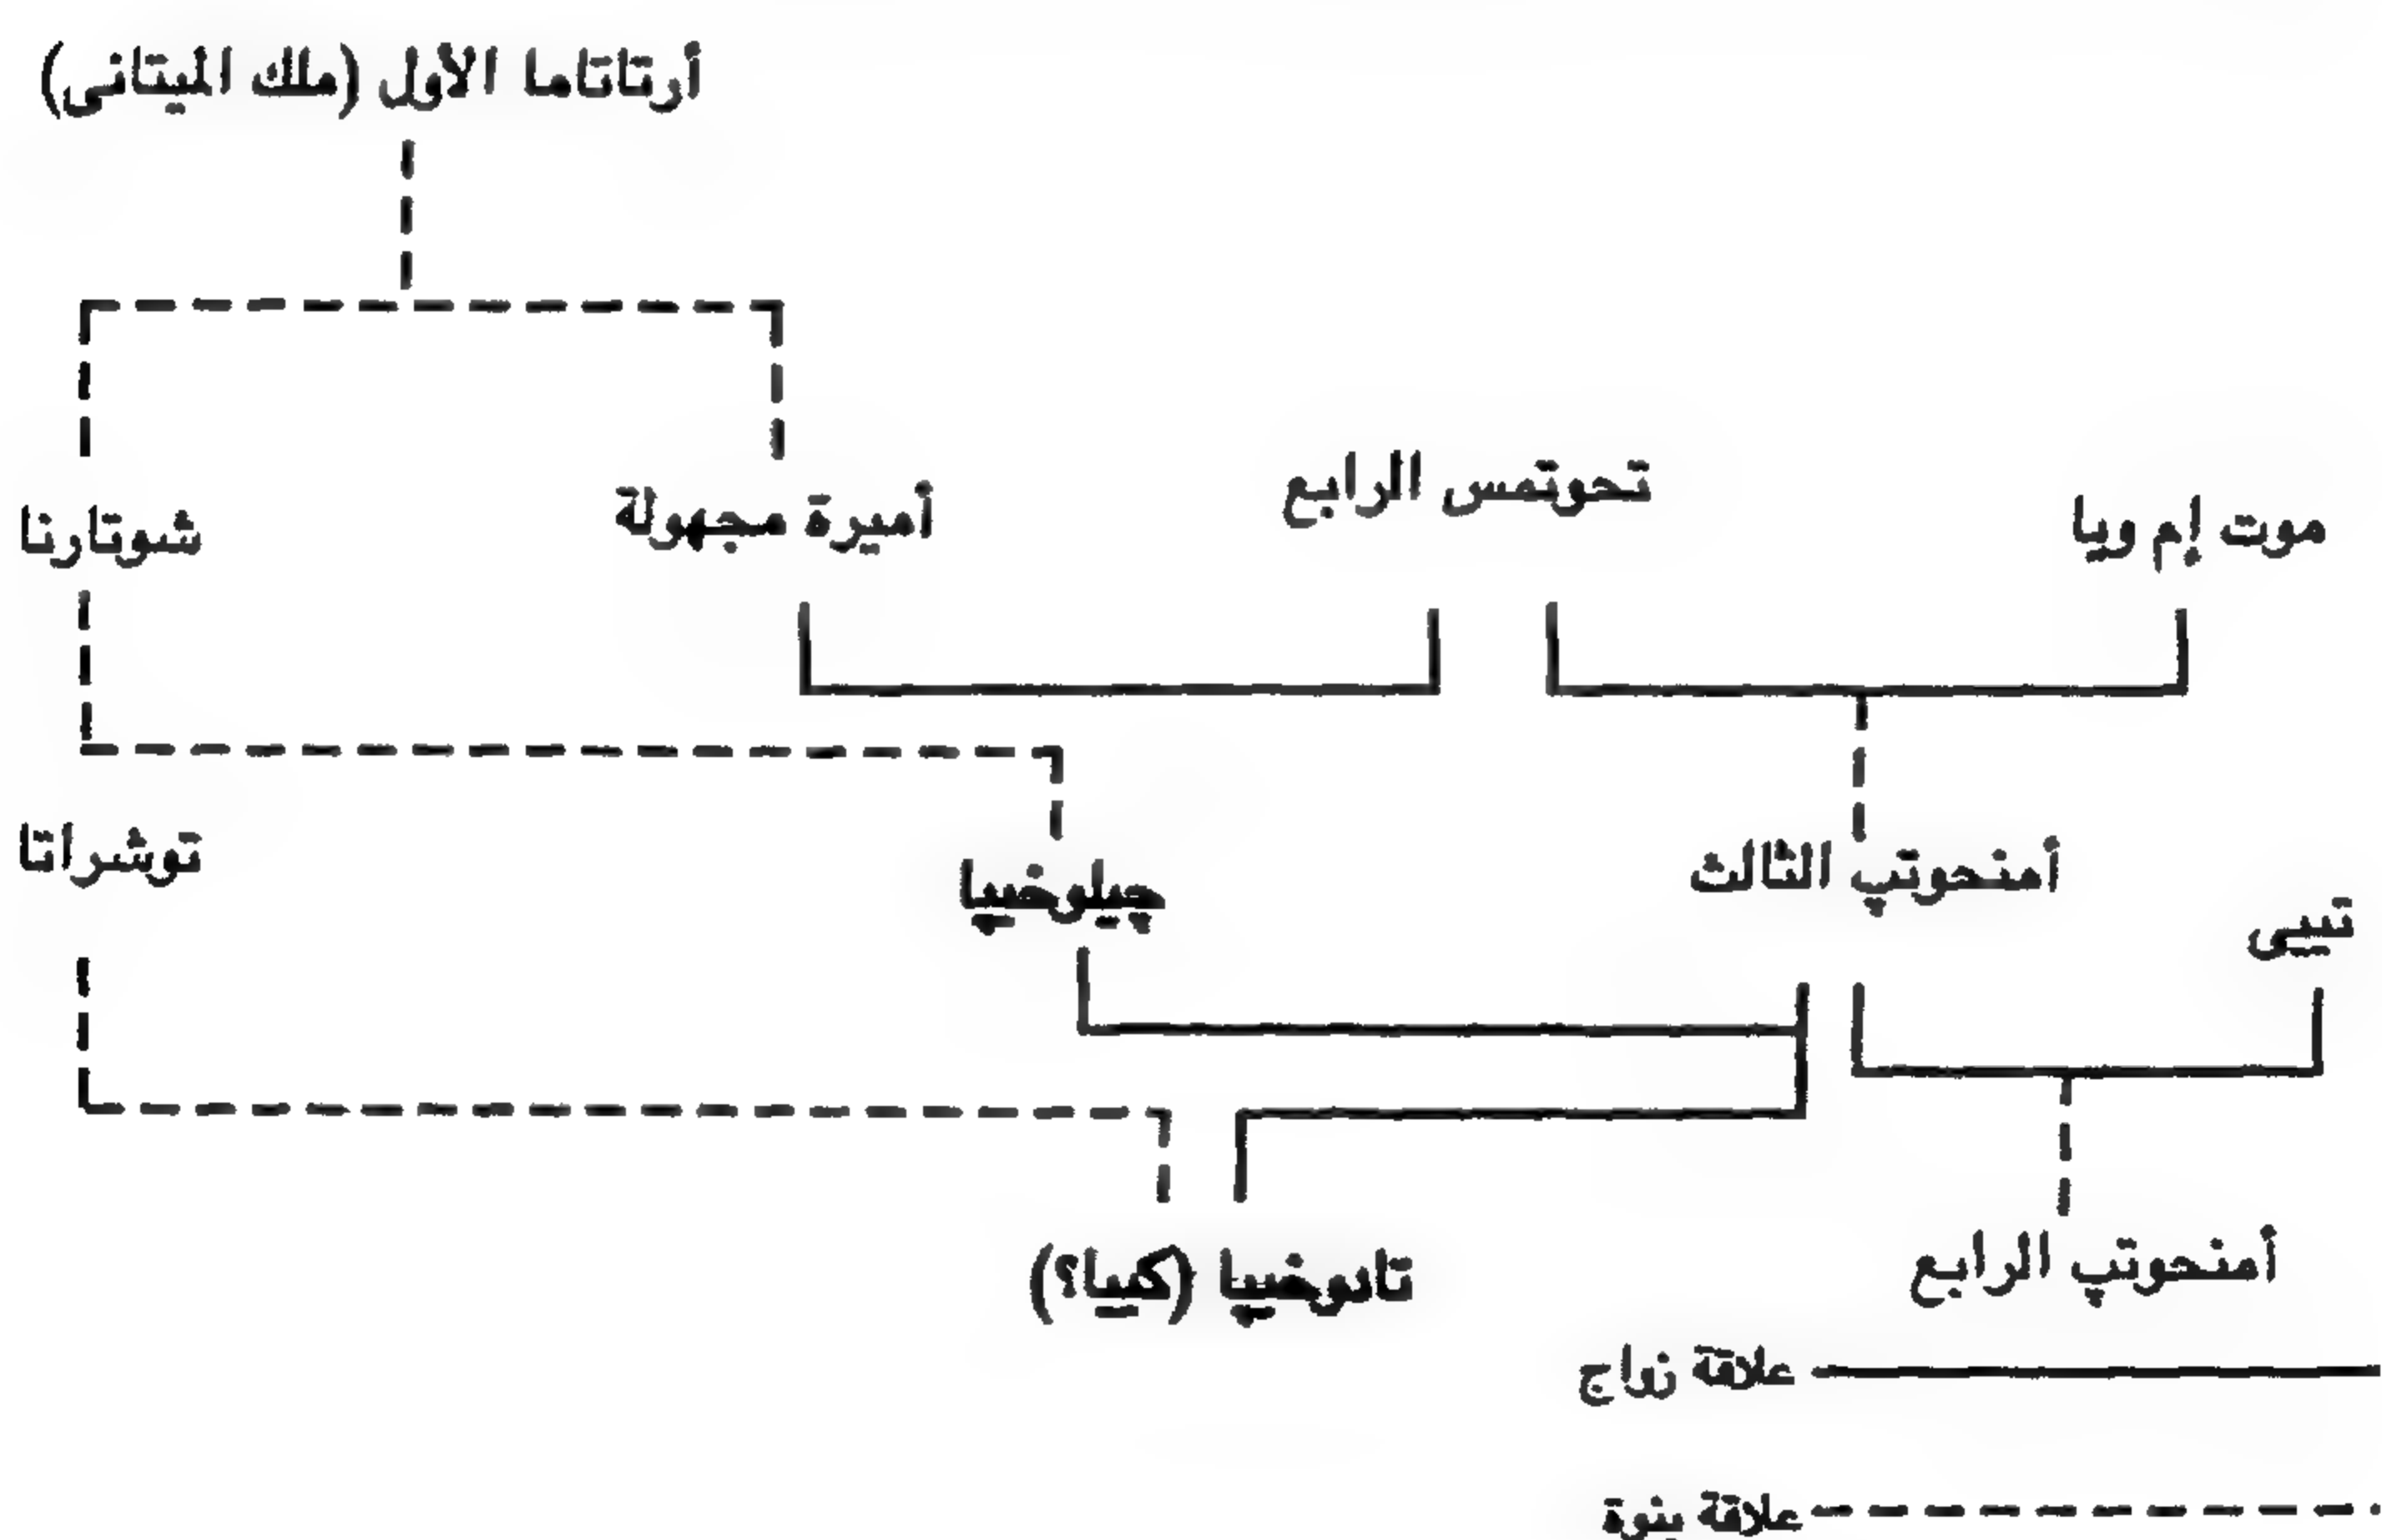 أرتاتاما الأول (ملك الميتانى)
موت إم ويا
تحوتمس الرابع
أميرة مجهولة
شوتارنا
تيى
أمنحوتپ الثالث
چيلوخيپا
توشراتا
أمنحوتپ الرابع
تادوخيپا (كيا؟)
علاقة زواج
علاقة بنوة